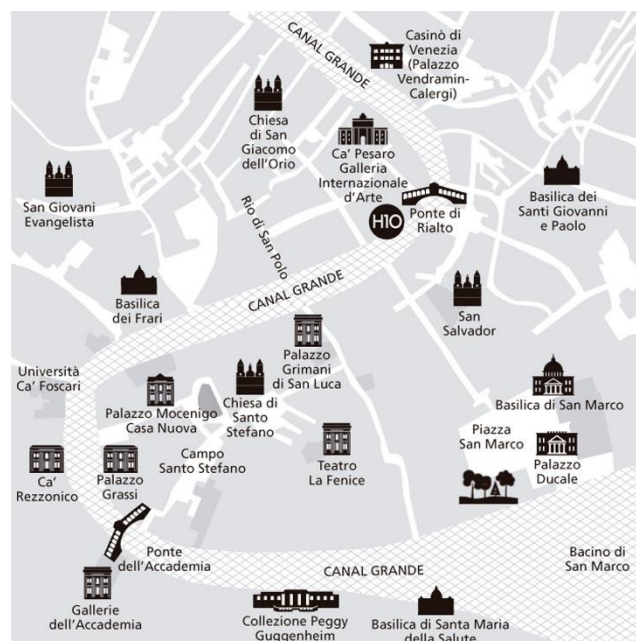 CANAL GRANDE
Casinò di
Venezia
(Palazzo
Vendramin-
Calergi)
Chiesa
di San
Giacomo
dell'Orio
Ca' Pesaro
Galleria
Internazionale
d'Arte
San Giovani
Evangelista
Rio di San Polo
H10
Ponte di
Rialto
Basilica dei
Santi Giovanni
e Paolo
Basilica
dei Frari
CANAL GRANDE
San
Salvador
Palazzo
Grimani
di San Luca
Università
Ca' Foscari
Palazzo Mocenigo
Casa Nuova
Chiesa di
Santo
Stefano
Basilica di San Marco
Piazza
San Marco
Palazzo
Ducale
Campo
Santo Stefano
Teatro
La Fenice
Ca'
Rezzonico
Palazzo
Grassi
Ponte
dell'Accademia
Gallerie
dell'Accademia
CANAL GRANDE
Bacino di
San Marco
Collezione Peggy
Guggenheim
Basilica di Santa Maria
della Salute